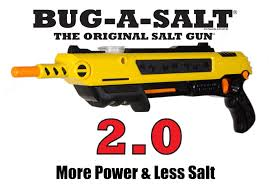 BUG-A-SALT
THE ORIGINAL SALT GUN
2.0
More Power & Less Salt